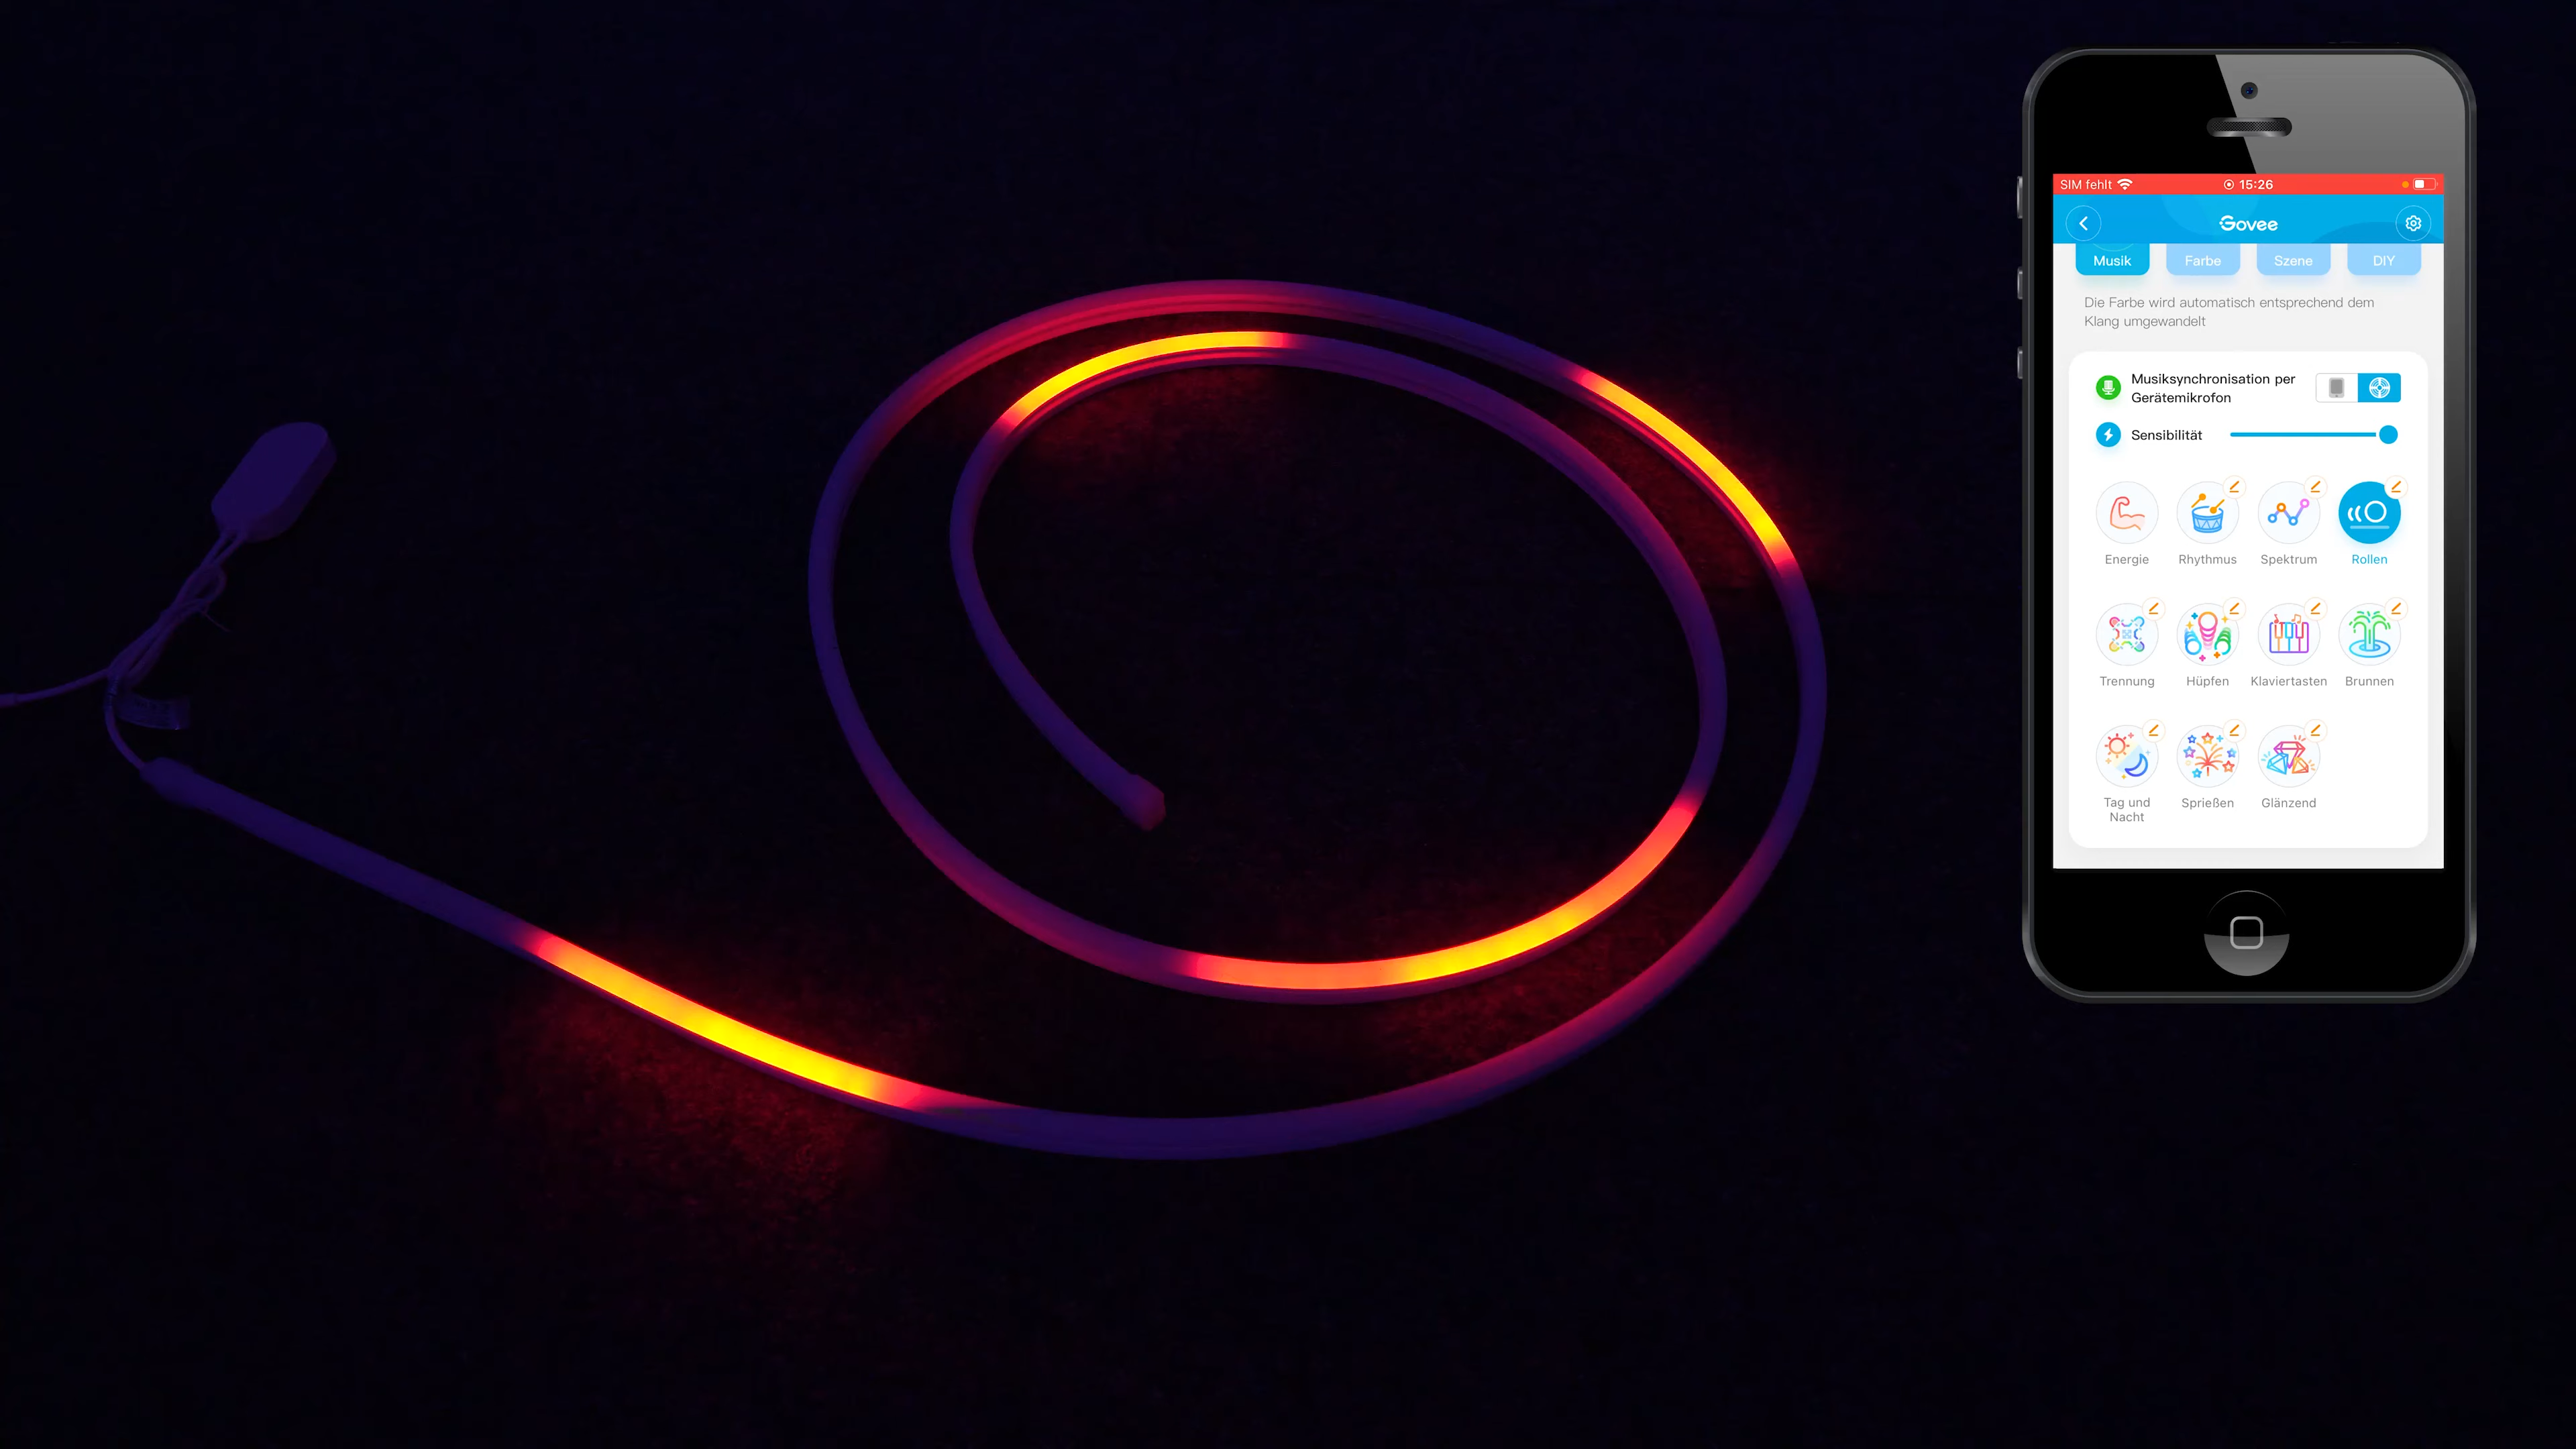 SIM fehlt 15:26
Govee
Musik Farbe Szene DIY
Die Farbe wird automatisch entsprechend dem
Klang umgewandelt
Musiksynchronisation per
Gerätemikrofon
Sensibilität
Energie Rhythmus Spektrum Rollen
Trennung Hüpfen Klaviertasten Brunnen
Tag und Sprießen Glänzend
Nacht